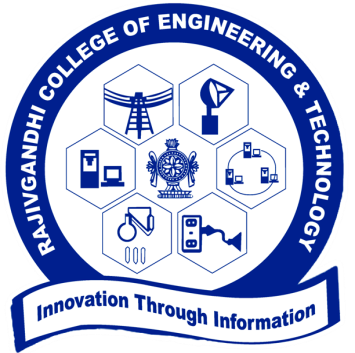 RAJIVGANDHI COLLEGE OF ENGINEERING & TECHNOLOGY
Innovation Through Information